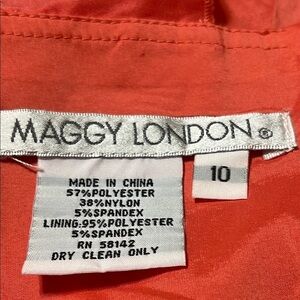 MAGGY LONDON®
10
MADE IN CHINA
57%POLYESTER
38%NYLON
5%SPANDEX
LINING:95%POLYESTER
5%SPANDEX
RN 58142
DRY CLEAN ONLY